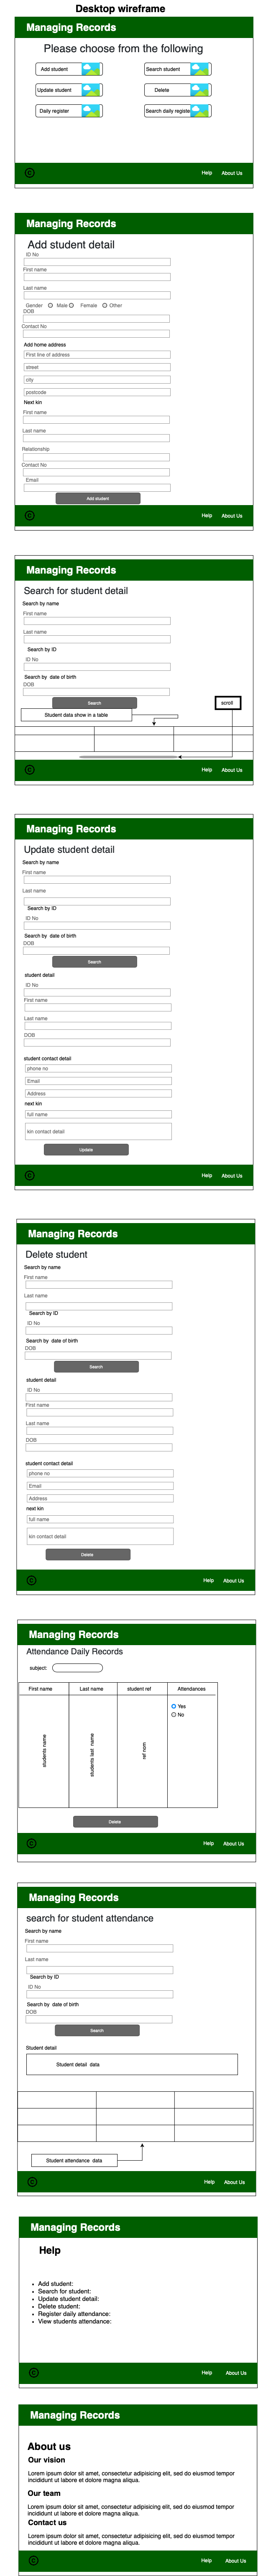 Desktop wireframe
Managing Records
Please choose from the following
Add student
Search student
Update student
Delete
Daily register
Search daily registe
Help
About Us
Managing Records
Add student detail
ID No
First name
Last name
Gender Male Female Other
DOB
Contact No
Add home address
First line of address
street
city
postcode
Next kin
First name
Last name
Relationship
Contact No
Email
Add student
Help
About Us
Managing Records
Search for student detail
Search by name
First name
Last name
Search by ID
ID No
Search by date of birth
DOB
Search
scroll
Student data show in a table
Help
About Us
Managing Records
Update student detail
Search by name
First name
Last name
Search by ID
ID No
Search by date of birth
DOB
Search
student detail
ID No
First name
Last name
DOB
student contact detail
phone no
Email
Address
next kin
full name
kin contact detail
Update
Help
About Us
Managing Records
Delete student
Search by name
First name
Last name
Search by ID
ID No
Search by date of birth
DOB
Search
student detail
ID No
First name
Last name
DOB
student contact detail
phone no
Email
Address
next kin
full name
kin contact detail
Delete
Help
About Us
Managing Records
Attendance Daily Records
subject:
First name
Last name
student ref
Attendances
students name
students last name
ref nom
Yes
No
Delete
Help
About Us
Managing Records
search for student attendance
Search by name
First name
Last name
Search by ID
ID No
Search by date of birth
DOB
Search
Student detail
Student detail data
Student attendance data
Help
About Us
Managing Records
Help
Add student:
Search for student:
Update student detail:
Delete student:
Register daily attendance:
View students attendance:
Help
About Us
Managing Records
About us
Our vision
Lorem ipsum dolor sit amet, consectetur adipisicing elit, sed do eiusmod tempor
incididunt ut labore et dolore magna aliqua.
Our team
Lorem ipsum dolor sit amet, consectetur adipisicing elit, sed do eiusmod tempor
incididunt ut labore et dolore magna aliqua.
Contact us
Lorem ipsum dolor sit amet, consectetur adipisicing elit, sed do eiusmod tempor
incididunt ut labore et dolore magna aliqua.
Help
About Us